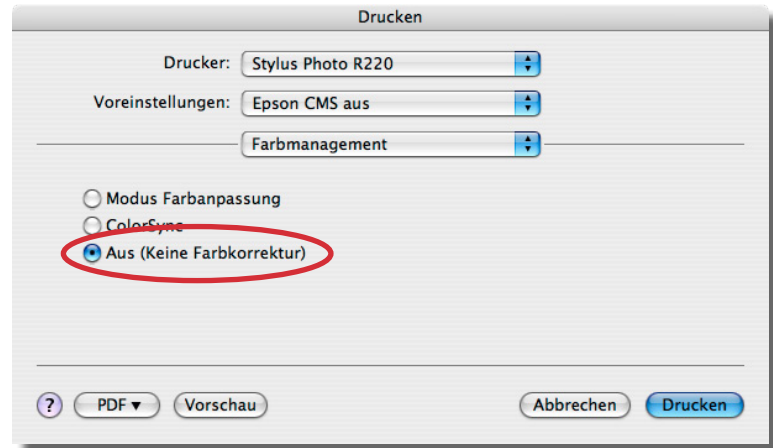 Drucken
Drucker: Stylus Photo R220
Voreinstellungen: Epson CMS aus
Farbmanagement
Modus Farbanpassung
ColorSync
Aus (Keine Farbkorrektur)
? PDF ▼ Vorschau Abbrechen Drucken